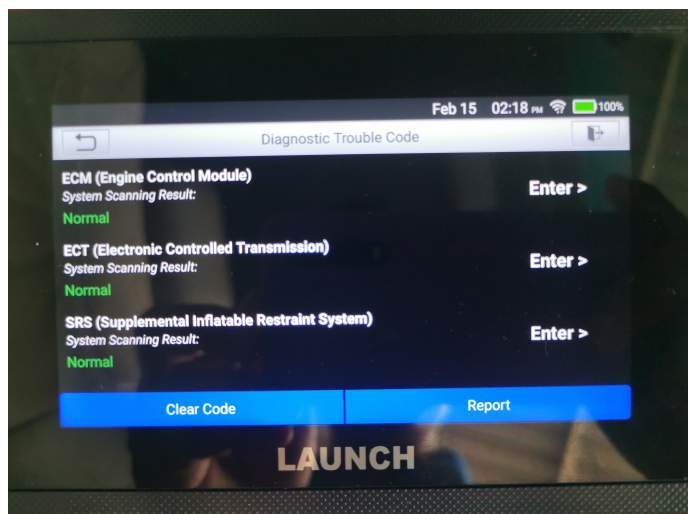 Feb 15 02:18 PM 100%
Diagnostic Trouble Code
ECM (Engine Control Module)
System Scanning Result:
Enter >
Normal
ECT (Electronic Controlled Transmission)
System Scanning Result:
Enter >
Normal
SRS (Supplemental Inflatable Restraint System)
System Scanning Result:
Enter >
Normal
Clear Code
Report
LAUNCH